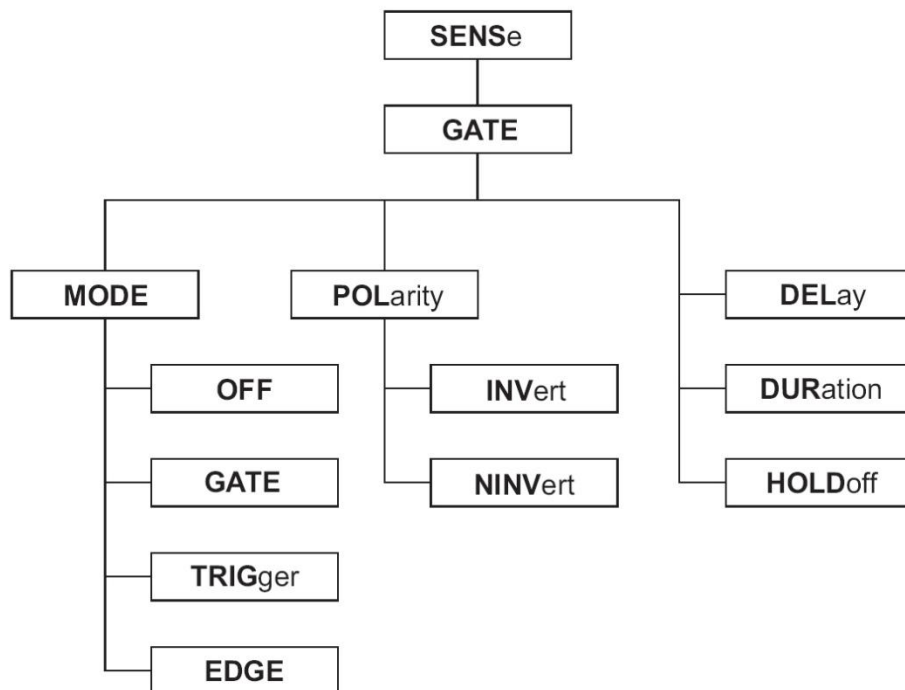 SENSe
GATE
MODE
POLarity
DELay
OFF
INVert
DURation
GATE
NINVert
HOLDoff
TRIGger
EDGE